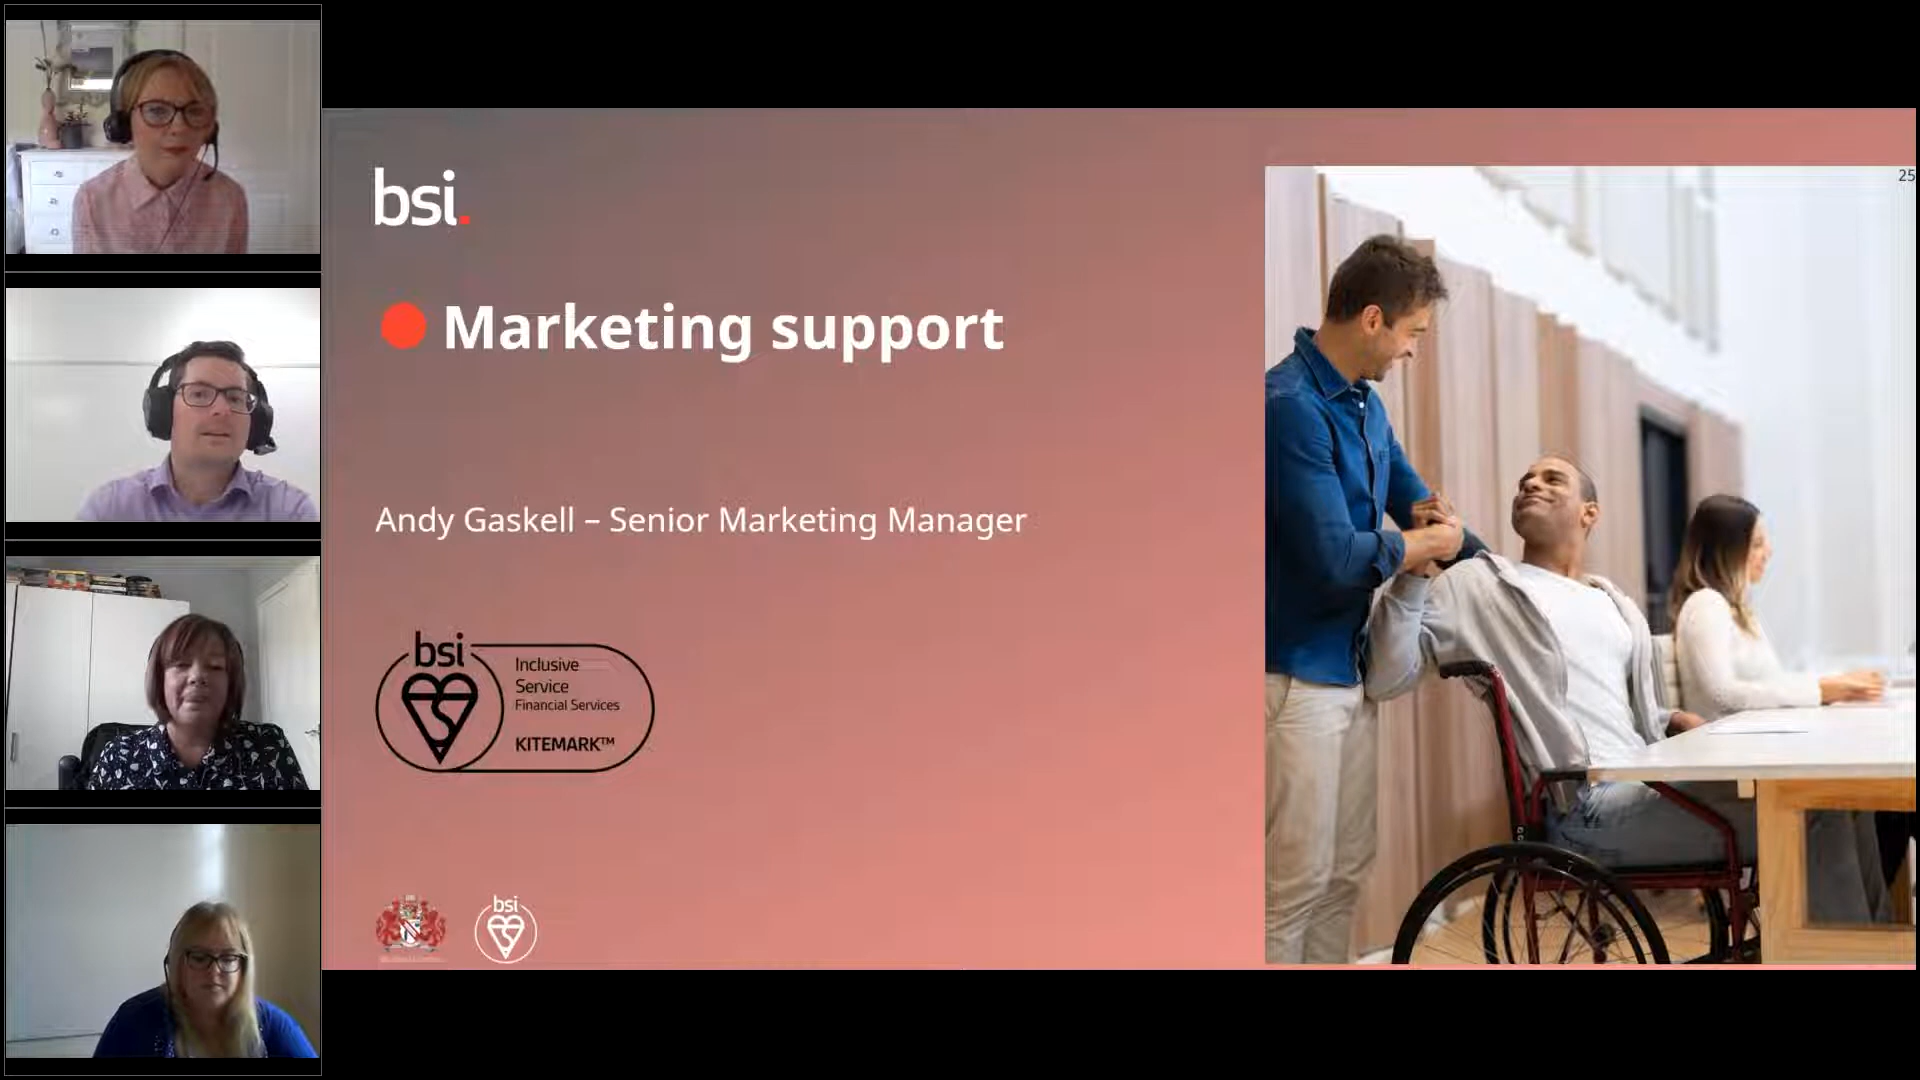 bsi.
25
Marketing support
Andy Gaskell – Senior Marketing Manager
bsi
Inclusive
Service
Financial Services
KITEMARK™
bsi